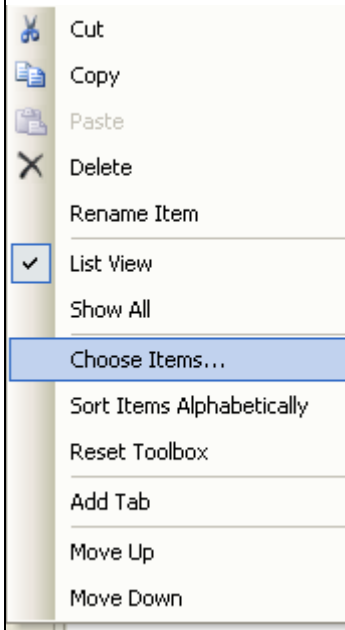 Cut
Copy
Paste
Delete
Rename Item
List View
Show All
Choose Items...
Sort Items Alphabetically
Reset Toolbox
Add Tab
Move Up
Move Down